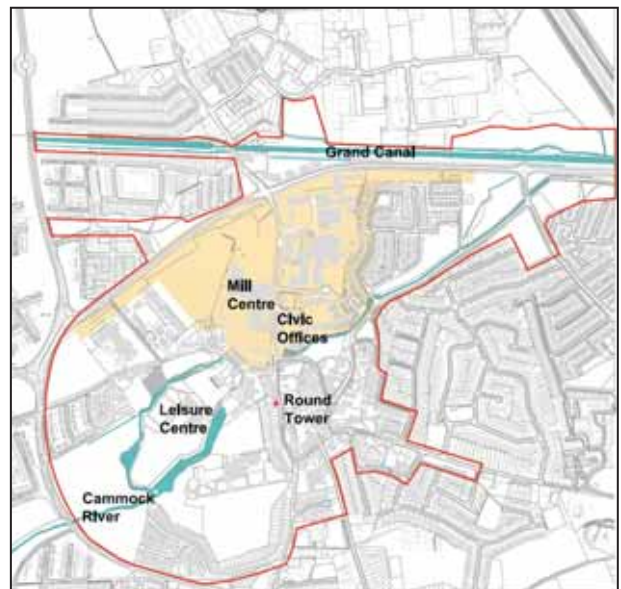 Grand Canal
Mill
Centre
Civic
Offices
Round
Tower
Leisure
Centre
Cammock
River